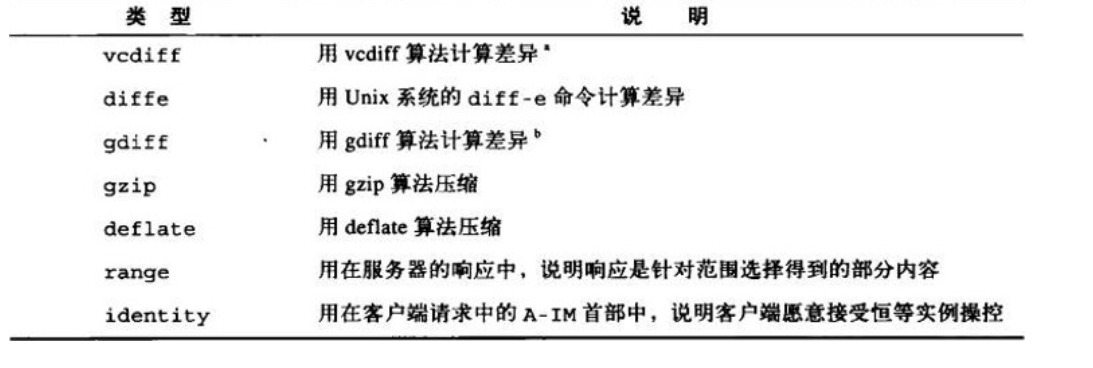 类 型 说 明
vcdiff 用 vcdiff 算法计算差异 a
diffe 用 Unix 系统的 diff-e 命令计算差异
gdiff 用 gdiff 算法计算差异 b
gzip 用 gzip 算法压缩
deflate 用 deflate 算法压缩
range 用在服务器的响应中，说明响应是针对范围选择得到的部分内容
identity 用在客户端请求中的 A-IM 首部中，说明客户端愿意接受恒等实例操控